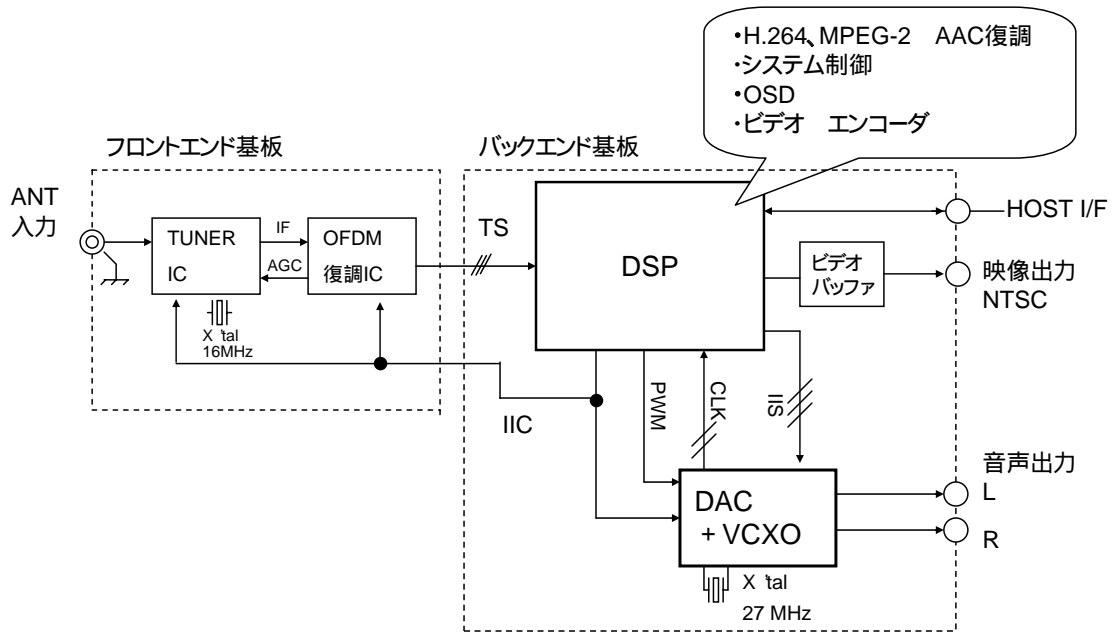 ・H.264、MPEG-2　AAC復調
・システム制御
・OSD
・ビデオ　エンコーダ
フロントエンド基板
バックエンド基板
ANT
入力
TUNER
IC
IF
AGC
OFDM
復調IC
X 'tal
16MHz
TS
DSP
HOST I/F
ビデオ
バッファ
映像出力
NTSC
IIC
PWM
CLK
IIS
DAC
+ VCXO
X 'tal
27 MHz
音声出力
L
R